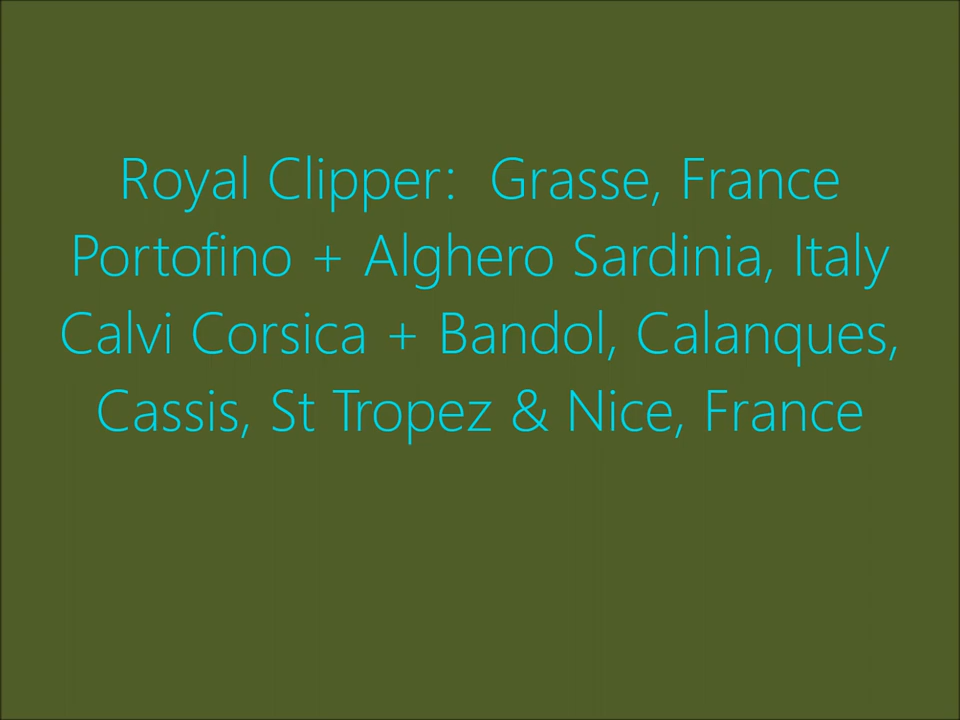 Royal Clipper:  Grasse, France
Portofino + Alghero Sardinia, Italy
Calvi Corsica + Bandol, Calanques,
Cassis, St Tropez & Nice, France